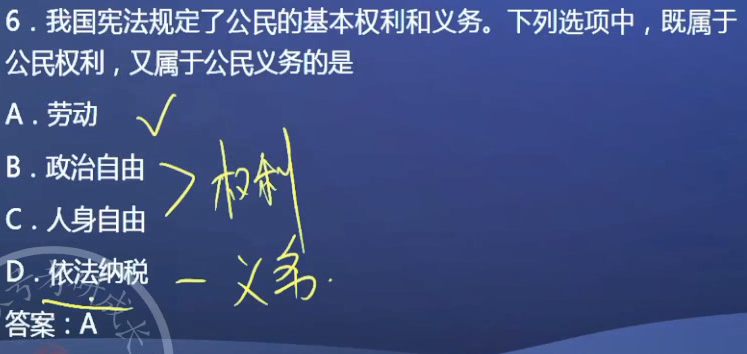 6．我国宪法规定了公民的基本权利和义务。下列选项中，既属于
公民权利，又属于公民义务的是
A．劳动
B．政治自由
权利
C．人身自由
D．依法纳税 — 义务.
答案：A